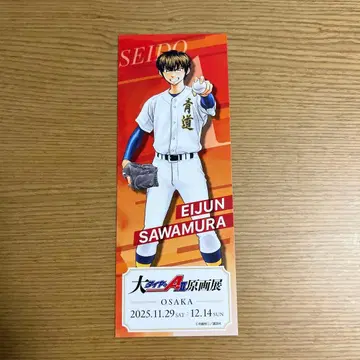 SEIDO
青道
EIJUN
SAWAMURA
大ダイヤのA原画展
OSAKA
2025.11.29 SAT / 12.14 SUN